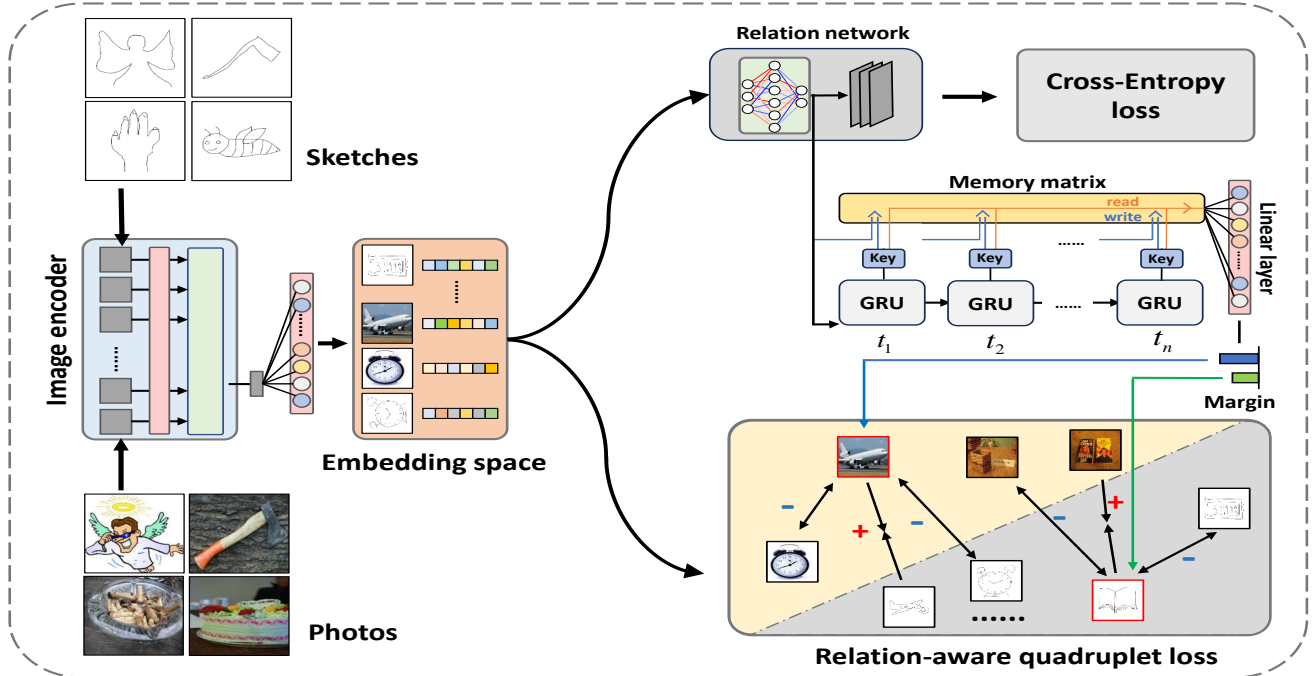 Sketches
Image encoder
Embedding space
Photos
Relation network
Cross-Entropy
loss
Memory matrix
read
write
......
Key
Key
Key
GRU
GRU
......
GRU
t1
t2
tn
Linear layer
Margin
−
+
−
−
+
−
......
Relation-aware quadruplet loss